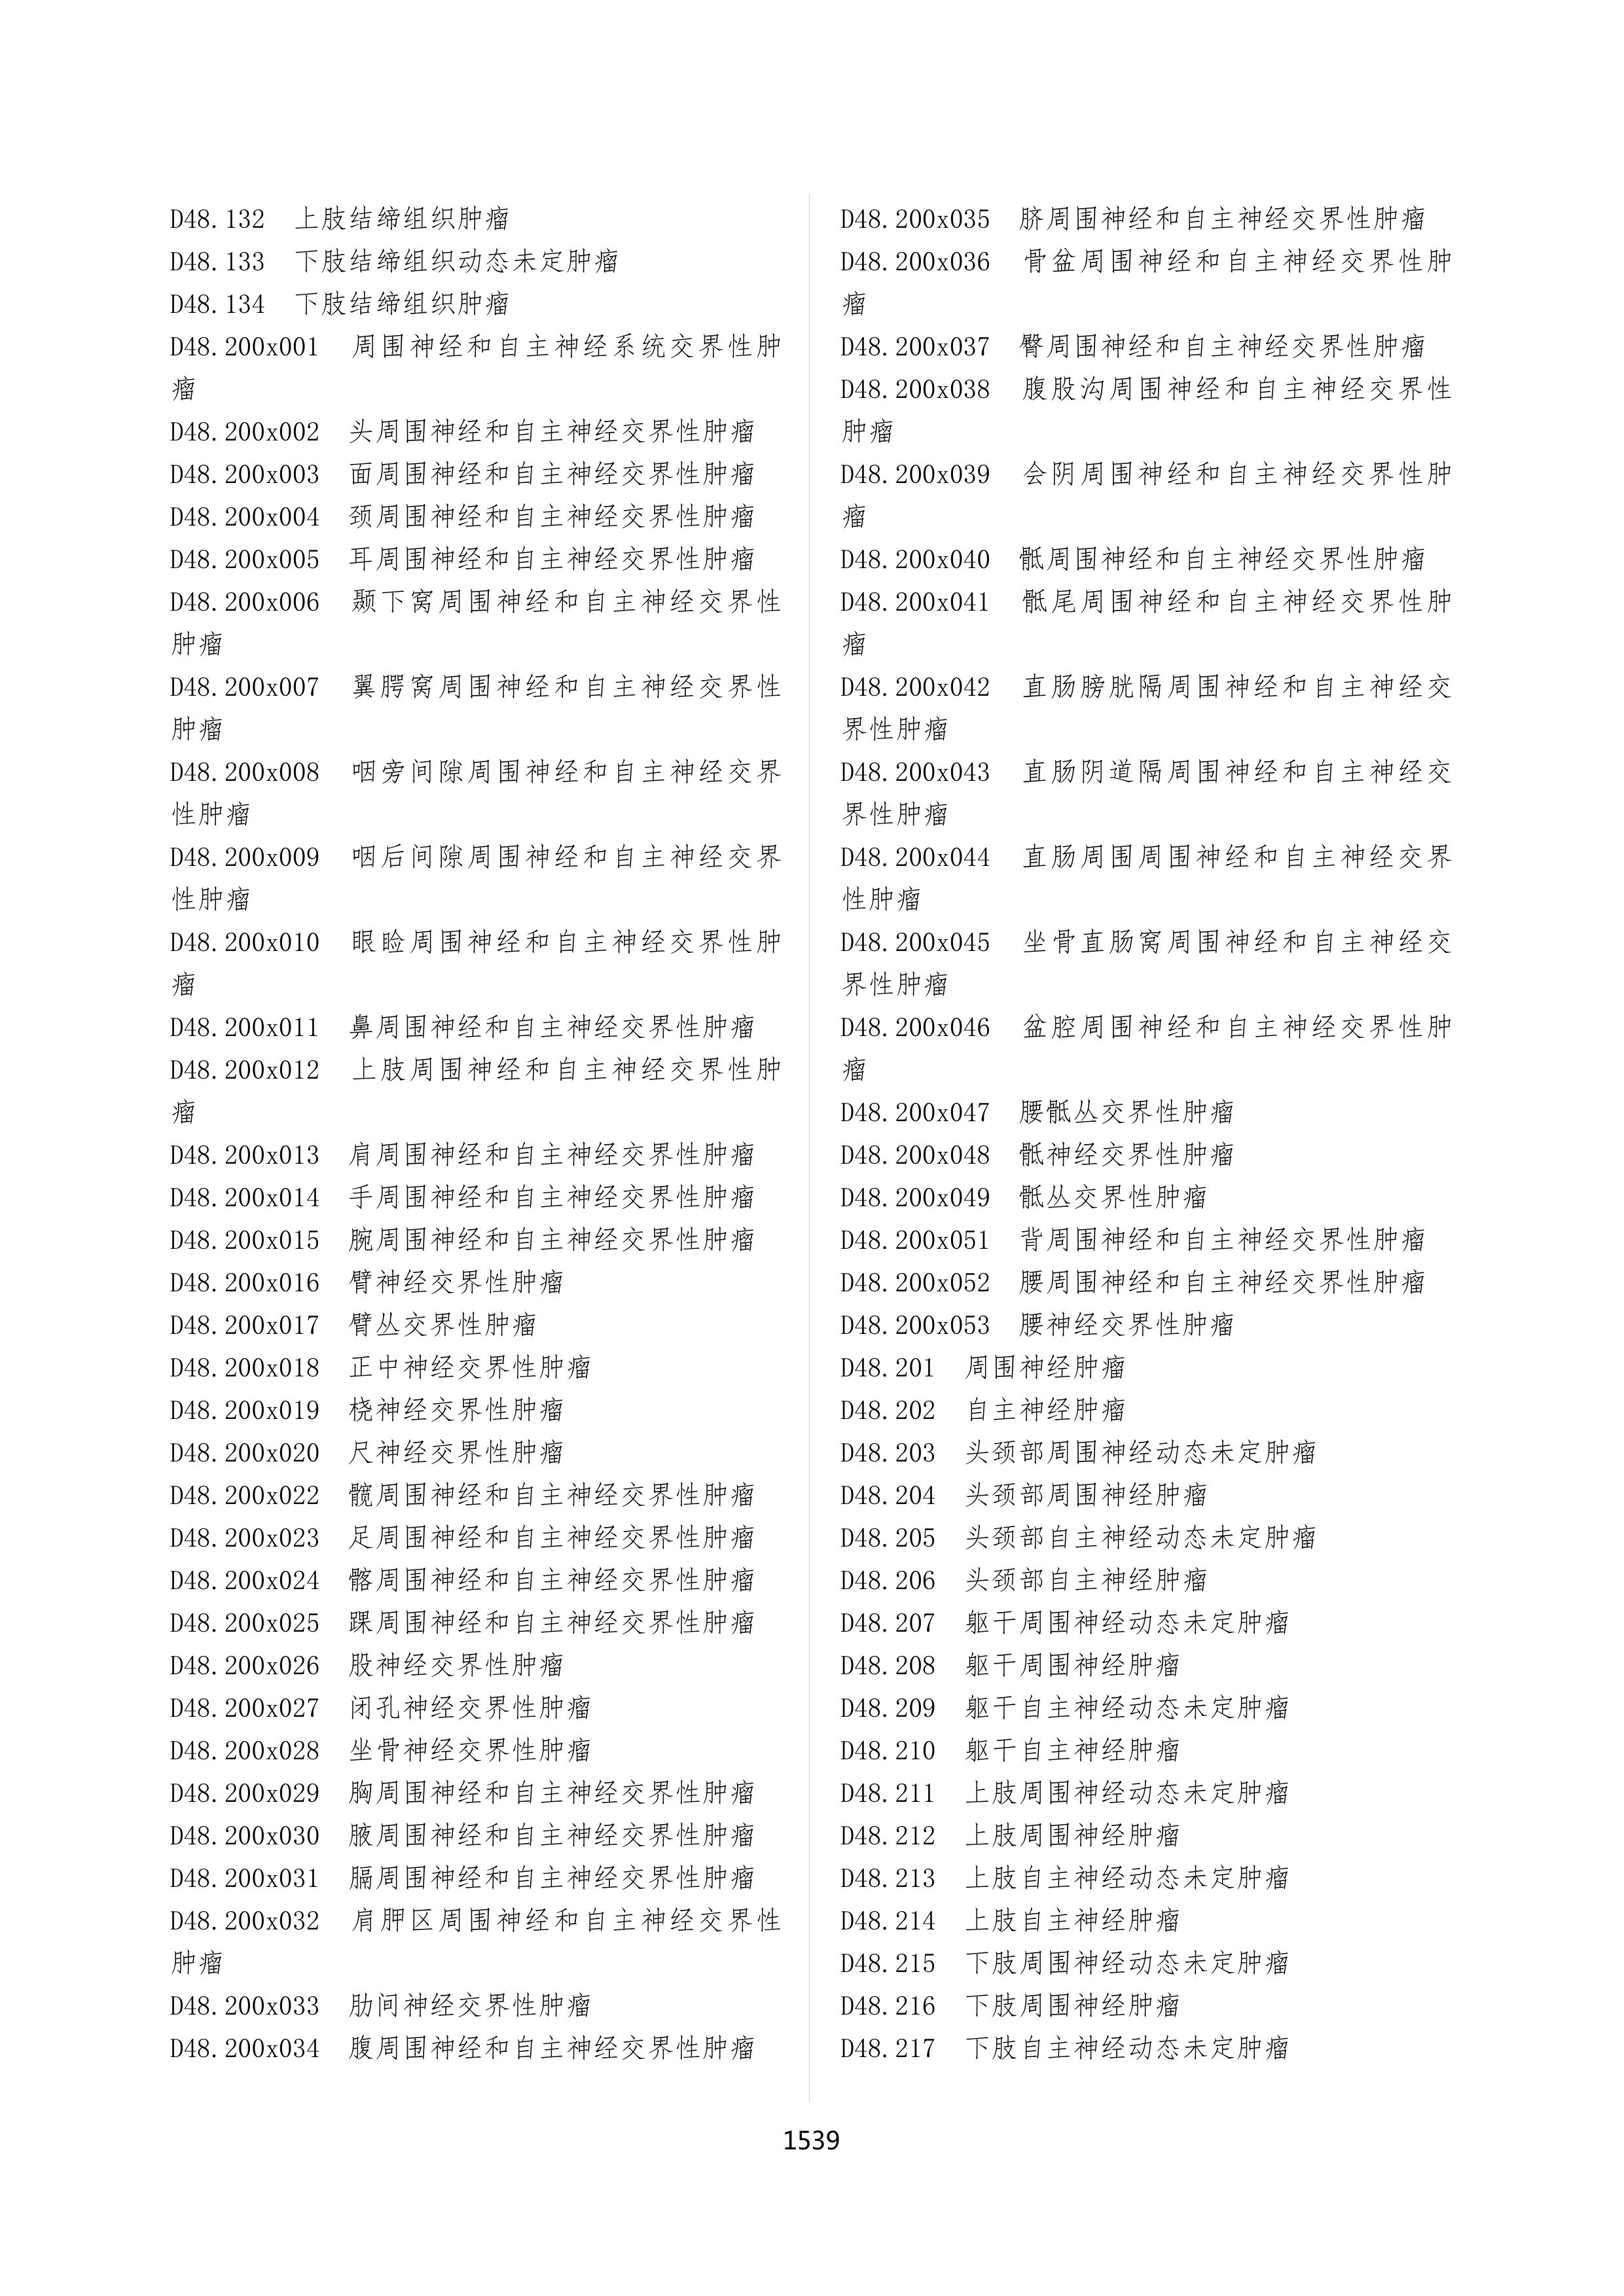 D48.132 上肢结缔组织肿瘤
D48.133 下肢结缔组织动态未定肿瘤
D48.134 下肢结缔组织肿瘤
D48.200x001 周围神经和自主神经系统交界性肿
瘤
D48.200x002 头周围神经和自主神经交界性肿瘤
D48.200x003 面周围神经和自主神经交界性肿瘤
D48.200x004 颈周围神经和自主神经交界性肿瘤
D48.200x005 耳周围神经和自主神经交界性肿瘤
D48.200x006 颞下窝周围神经和自主神经交界性
肿瘤
D48.200x007 翼腭窝周围神经和自主神经交界性
肿瘤
D48.200x008 咽旁间隙周围神经和自主神经交界
性肿瘤
D48.200x009 咽后间隙周围神经和自主神经交界
性肿瘤
D48.200x010 眼睑周围神经和自主神经交界性肿
瘤
D48.200x011 鼻周围神经和自主神经交界性肿瘤
D48.200x012 上肢周围神经和自主神经交界性肿
瘤
D48.200x013 肩周围神经和自主神经交界性肿瘤
D48.200x014 手周围神经和自主神经交界性肿瘤
D48.200x015 腕周围神经和自主神经交界性肿瘤
D48.200x016 臂神经交界性肿瘤
D48.200x017 臂丛交界性肿瘤
D48.200x018 正中神经交界性肿瘤
D48.200x019 桡神经交界性肿瘤
D48.200x020 尺神经交界性肿瘤
D48.200x022 髋周围神经和自主神经交界性肿瘤
D48.200x023 足周围神经和自主神经交界性肿瘤
D48.200x024 髂周围神经和自主神经交界性肿瘤
D48.200x025 踝周围神经和自主神经交界性肿瘤
D48.200x026 股神经交界性肿瘤
D48.200x027 闭孔神经交界性肿瘤
D48.200x028 坐骨神经交界性肿瘤
D48.200x029 胸周围神经和自主神经交界性肿瘤
D48.200x030 腋周围神经和自主神经交界性肿瘤
D48.200x031 膈周围神经和自主神经交界性肿瘤
D48.200x032 肩胛区周围神经和自主神经交界性
肿瘤
D48.200x033 肋间神经交界性肿瘤
D48.200x034 腹周围神经和自主神经交界性肿瘤
D48.200x035 脐周围神经和自主神经交界性肿瘤
D48.200x036 骨盆周围神经和自主神经交界性肿
瘤
D48.200x037 臀周围神经和自主神经交界性肿瘤
D48.200x038 腹股沟周围神经和自主神经交界性
肿瘤
D48.200x039 会阴周围神经和自主神经交界性肿
瘤
D48.200x040 骶周围神经和自主神经交界性肿瘤
D48.200x041 骶尾周围神经和自主神经交界性肿
瘤
D48.200x042 直肠膀胱隔周围神经和自主神经交
界性肿瘤
D48.200x043 直肠阴道隔周围神经和自主神经交
界性肿瘤
D48.200x044 直肠周围周围神经和自主神经交界
性肿瘤
D48.200x045 坐骨直肠窝周围神经和自主神经交
界性肿瘤
D48.200x046 盆腔周围神经和自主神经交界性肿
瘤
D48.200x047 腰骶丛交界性肿瘤
D48.200x048 骶神经交界性肿瘤
D48.200x049 骶丛交界性肿瘤
D48.200x051 背周围神经和自主神经交界性肿瘤
D48.200x052 腰周围神经和自主神经交界性肿瘤
D48.200x053 腰神经交界性肿瘤
D48.201 周围神经肿瘤
D48.202 自主神经肿瘤
D48.203 头颈部周围神经动态未定肿瘤
D48.204 头颈部周围神经肿瘤
D48.205 头颈部自主神经动态未定肿瘤
D48.206 头颈部自主神经肿瘤
D48.207 躯干周围神经动态未定肿瘤
D48.208 躯干周围神经肿瘤
D48.209 躯干自主神经动态未定肿瘤
D48.210 躯干自主神经肿瘤
D48.211 上肢周围神经动态未定肿瘤
D48.212 上肢周围神经肿瘤
D48.213 上肢自主神经动态未定肿瘤
D48.214 上肢自主神经肿瘤
D48.215 下肢周围神经动态未定肿瘤
D48.216 下肢周围神经肿瘤
D48.217 下肢自主神经动态未定肿瘤
1539